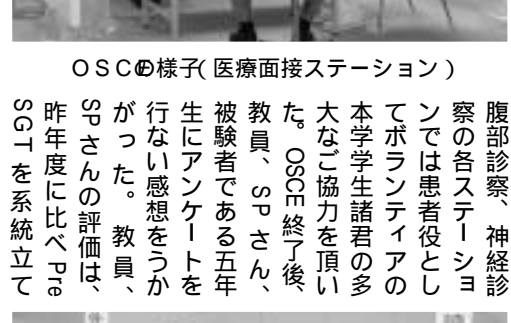 OSCEの様子(医療面接ステーション)
腹部診察、神経診
察の各ステーショ
ンでは患者役とし
てボランティアの
本学学生諸君の多
大なご協力を頂い
た。OSCE終了後、
教員、SPさん、
被験者である五年
生にアンケートを
行ない感想をうか
がった。教員、
SPさんの評価は、
昨年度に比べPre
SGTを系統立て